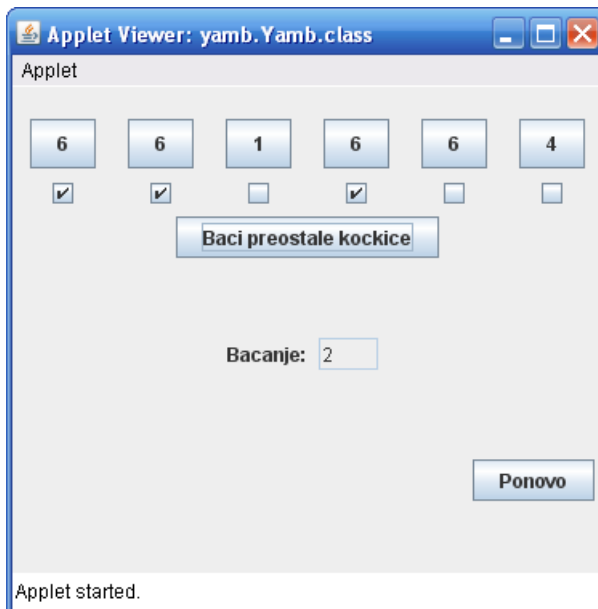 Applet Viewer: yamb.Yamb.class
Applet
6 6 1 6 6 4
Baci preostale kockice
Bacanje: 2
Ponovo
Applet started.